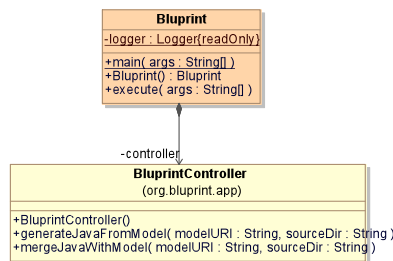 Bluprint
-logger : Logger{readOnly}
+main( args : String[] )
+Bluprint() : Bluprint
+execute( args : String[] )
-controller
BluprintController
(org.bluprint.app)
+BluprintController()
+generateJavaFromModel( modelURI : String, sourceDir : String )
+mergeJavaWithModel( modelURI : String, sourceDir : String )